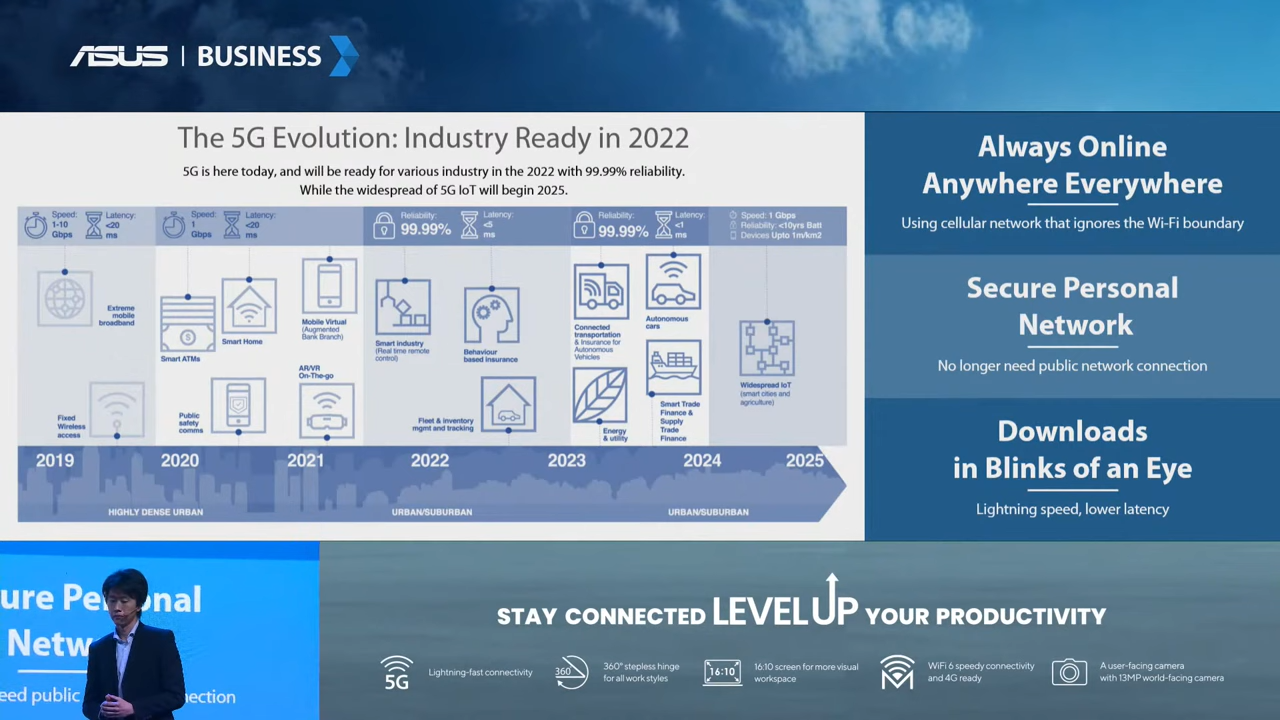 ASUS | BUSINESS
The 5G Evolution: Industry Ready in 2022
5G is here today, and will be ready for various industry in the 2022 with 99.99% reliability.
While the widespread of 5G IoT will begin 2025.
Speed:
1-10
Gbps
Latency:
<20
ms
Speed:
1
Gbps
Latency:
<20
ms
Reliability:
99.99%
Latency:
<5
ms
Reliability:
99.99%
Latency:
<1
ms
Speed: 1 Gbps
Reliability: <10yrs Batt
Devices Upto 1m/km2
Extreme
mobile
broadband
Fixed
Wireless
access
Smart ATMs
Smart Home
Public
safety
comms
Mobile Virtual
(Augmented
Bank Branch)
AR/VR
On-The-go
Smart industry
(Real time remote
control)
Behaviour
based insurance
Fleet & inventory
mgmt and tracking
Connected
transportation
& Insurance for
Autonomous
Vehicles
Energy
& utility
Autonomous
cars
Smart Trade
Finance &
Supply
Trade
Finance
Widespread IoT
(smart cities and
agriculture)
2019 2020 2021 2022 2023 2024 2025
HIGHLY DENSE URBAN URBAN/SUBURBAN URBAN/SUBURBAN
Always Online
Anywhere Everywhere
Using cellular network that ignores the Wi-Fi boundary
Secure Personal
Network
No longer need public network connection
Downloads
in Blinks of an Eye
Lightning speed, lower latency
ure Pe onal
Netw
eed public nection
STAY CONNECTED LEVEL UP YOUR PRODUCTIVITY
5G
Lightning-fast connectivity
360°
360° stepless hinge
for all work styles
16:10
16:10 screen for more visual
workspace
WiFi 6 speedy connectivity
and 4G ready
A user-facing camera
with 13MP world-facing camera